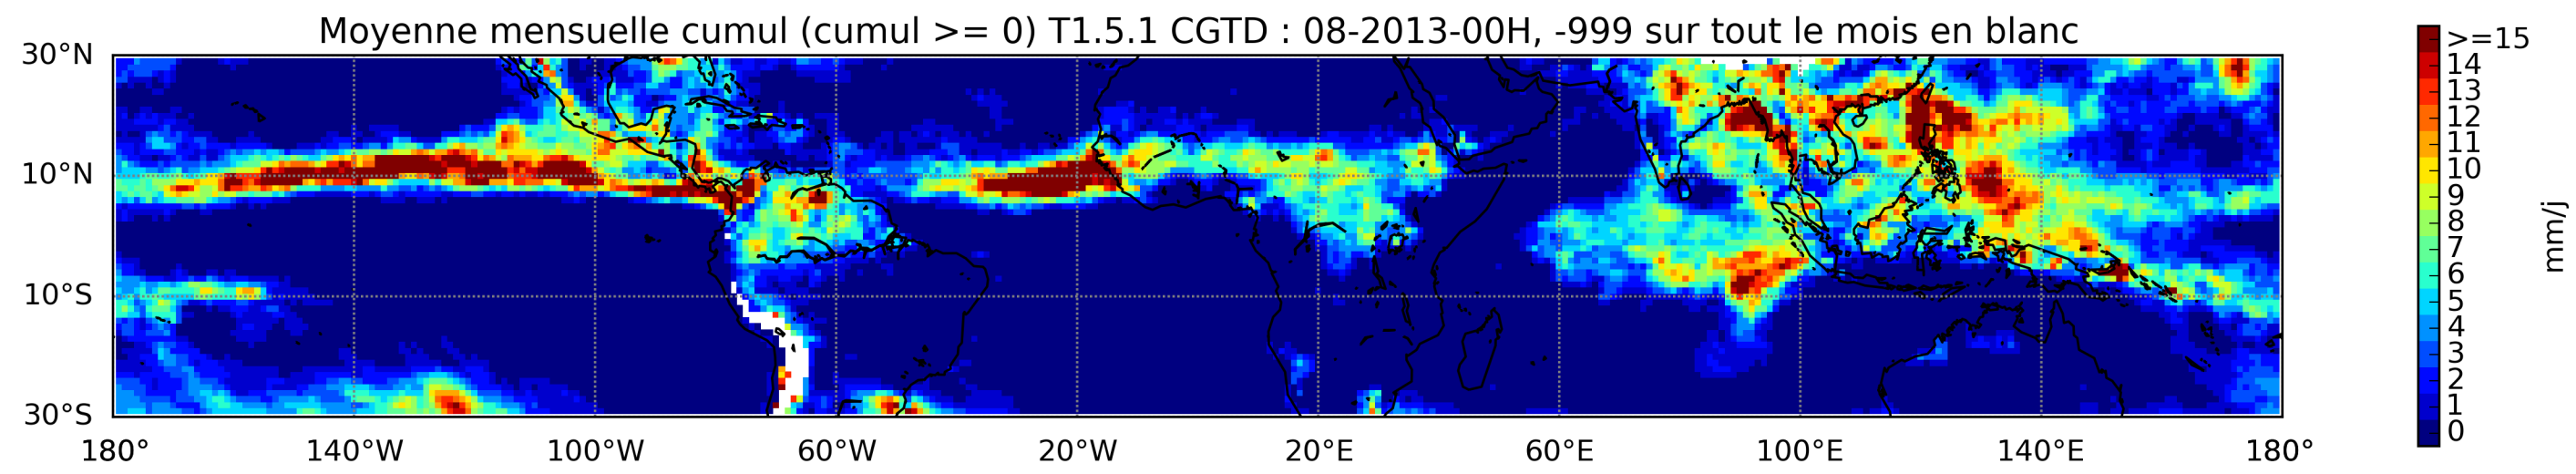 Moyenne mensuelle cumul (cumul >= 0) T1.5.1 CGTD : 08-2013-00H, -999 sur tout le mois en blanc
30°N
10°N
10°S
30°S
180°
140°W
100°W
60°W
20°W
20°E
60°E
100°E
140°E
180°
>=15
14
13
12
11
10
9
8
7
6
5
4
3
2
1
0
mm/j